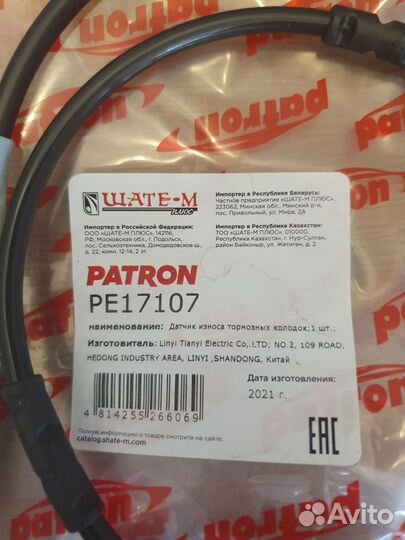 patron
ШАТЕ-М
ПЛЮС
Импортер в Республике Беларусь:
Частное предприятие «ШАТЕ-М ПЛЮС»,
223062, Минская обл., Минский р-н,
пос. Привольный, ул. Мира, 2А
Импортер в Российской Федерации:
ООО «ШАТЕ-М ПЛЮС», 142116,
РФ, Московская обл., г. Подольск,
пос. Сельхозтехника, Домодедовское ш.,
д. 22, комн. 12-14, 2 эт.
Импортер в Республике Казахстан:
ТОО «ШАТЕ-М ПЛЮС», 010000,
Республика Казахстан, г. Нур-Султан,
район Байконыр, ул. Жетиген, д. 2
PATRON
PE17107
наименование: Датчик износа тормозных колодок;1 шт.;
Изготовитель: Linyi Tianyi Electric Co,.LTD; NO.2, 109 ROAD,
HEDONG INDUSTRY AREA, LINYI ,SHANDONG, Китай
Дата изготовления:
2021 г.
4 814255 266069
Полную информацию о товаре смотрите на сайте
catalog.shate-m.com
EAC
Avito